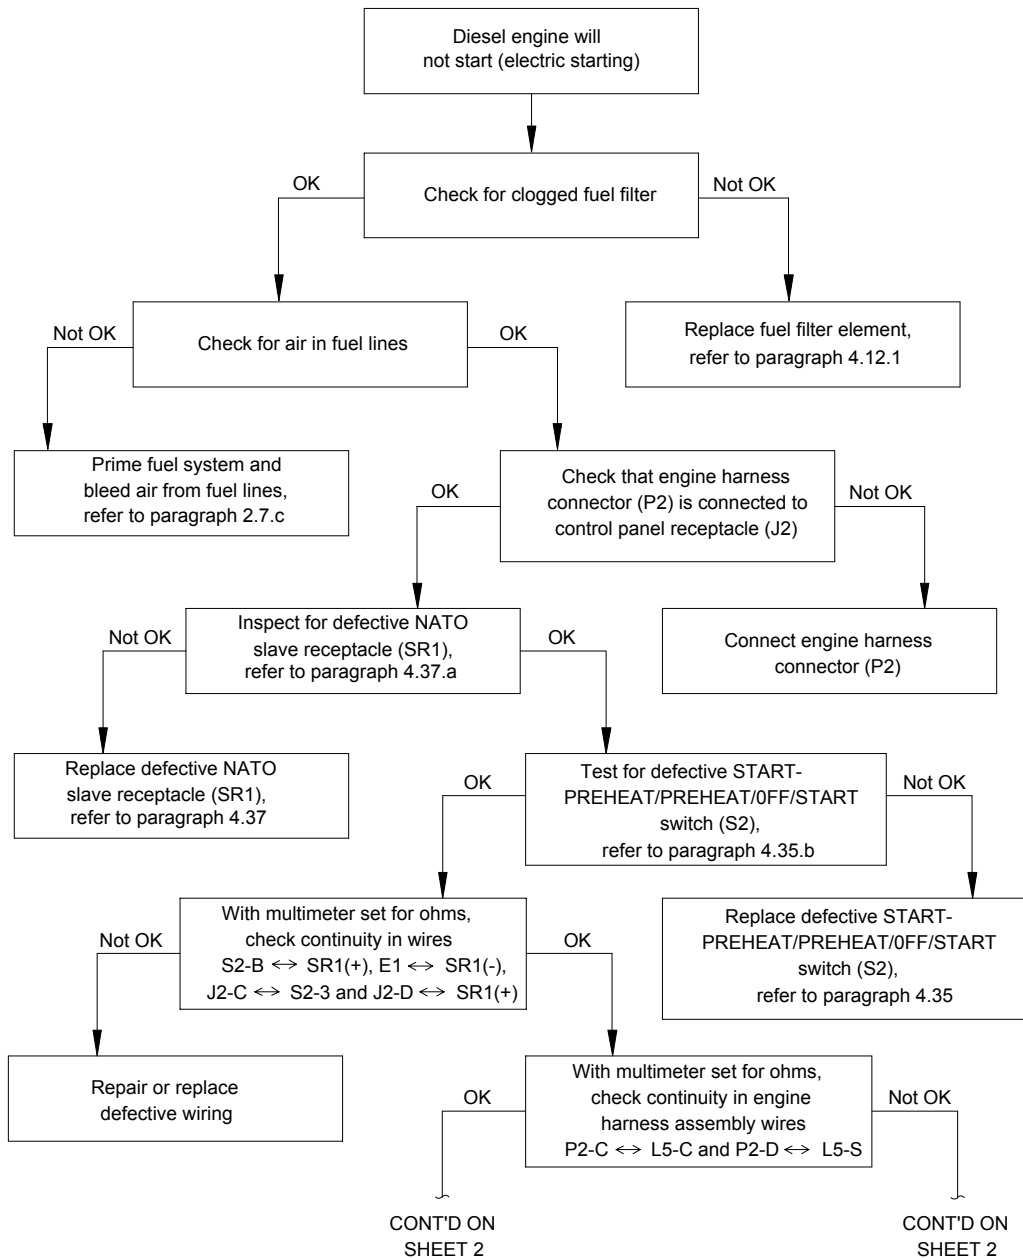 Diesel engine will
not start (electric starting)
OK
Check for clogged fuel filter
Not OK
Not OK
Check for air in fuel lines
OK
Replace fuel filter element,
refer to paragraph 4.12.1
Prime fuel system and
bleed air from fuel lines,
refer to paragraph 2.7.c
OK
Check that engine harness
connector (P2) is connected to
control panel receptacle (J2)
Not OK
Not OK
Inspect for defective NATO
slave receptacle (SR1),
refer to paragraph 4.37.a
OK
Connect engine harness
connector (P2)
Replace defective NATO
slave receptacle (SR1),
refer to paragraph 4.37
OK
Test for defective START-
PREHEAT/PREHEAT/0FF/START
switch (S2),
refer to paragraph 4.35.b
Not OK
Not OK
With multimeter set for ohms,
check continuity in wires
S2-B ↔ SR1(+), E1 ↔ SR1(-),
J2-C ↔ S2-3 and J2-D ↔ SR1(+)
OK
Replace defective START-
PREHEAT/PREHEAT/0FF/START
switch (S2),
refer to paragraph 4.35
Repair or replace
defective wiring
OK
With multimeter set for ohms,
check continuity in engine
harness assembly wires
P2-C ↔ L5-C and P2-D ↔ L5-S
Not OK
CONT'D ON
SHEET 2
CONT'D ON
SHEET 2